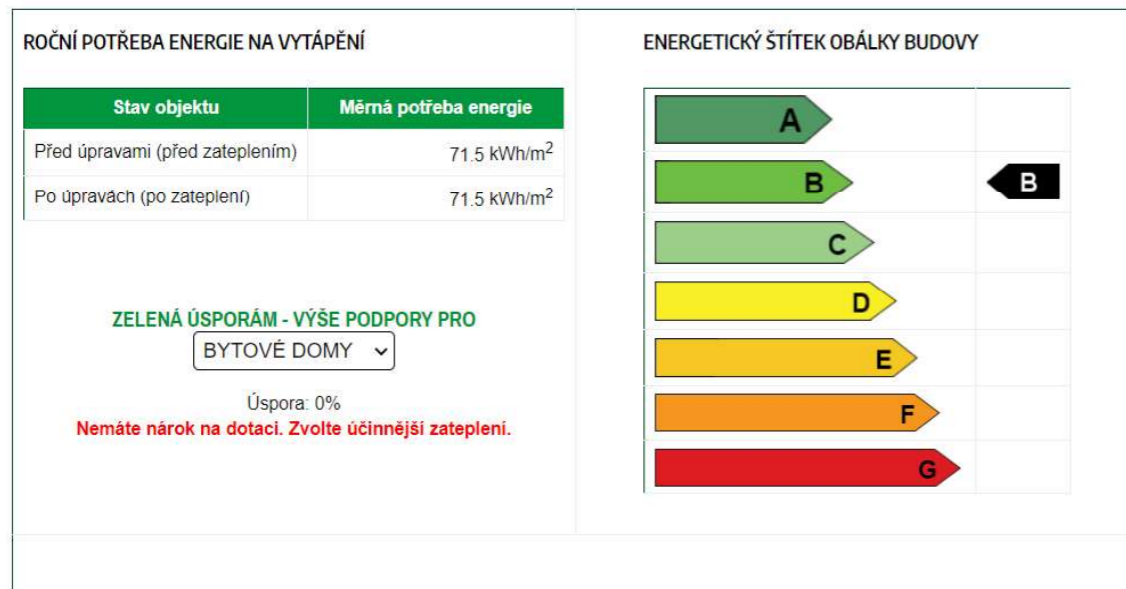 ROČNÍ POTŘEBA ENERGIE NA VYTÁPĚNÍ
Stav objektu Měrná potřeba energie
Před úpravami (před zateplením) 71.5 kWh/m²
Po úpravách (po zateplení) 71.5 kWh/m²
ZELENÁ ÚSPORÁM - VÝŠE PODPORY PRO
BYTOVÉ DOMY
Úspora: 0%
Nemáte nárok na dotaci. Zvolte účinnější zateplení.
ENERGETICKÝ ŠTÍTEK OBÁLKY BUDOVY
A
B B
C
D
E
F
G